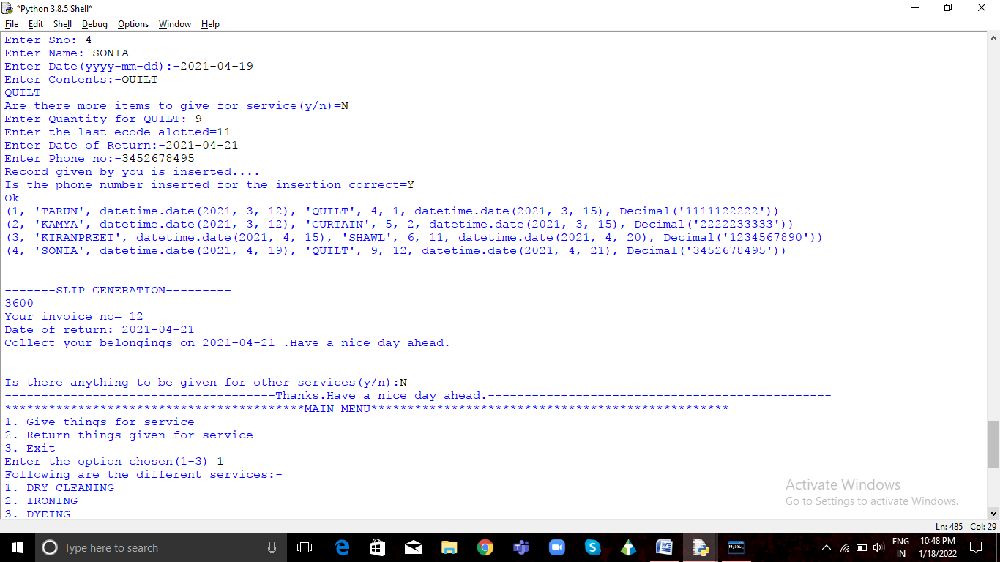 *Python 3.8.5 Shell*
File Edit Shell Debug Options Window Help
Enter Sno:-4
Enter Name:-SONIA
Enter Date(yyyy-mm-dd):-2021-04-19
Enter Contents:-QUILT
QUILT
Are there more items to give for service(y/n)=N
Enter Quantity for QUILT:-9
Enter the last ecode alotted=11
Enter Date of Return:-2021-04-21
Enter Phone no:-3452678495
Record given by you is inserted....
Is the phone number inserted for the insertion correct=Y
Ok
(1, 'TARUN', datetime.date(2021, 3, 12), 'QUILT', 4, 1, datetime.date(2021, 3, 15), Decimal('1111122222'))
(2, 'KAMYA', datetime.date(2021, 3, 12), 'CURTAIN', 5, 2, datetime.date(2021, 3, 15), Decimal('2222233333'))
(3, 'KIRANPREET', datetime.date(2021, 4, 15), 'SHAWL', 6, 11, datetime.date(2021, 4, 20), Decimal('1234567890'))
(4, 'SONIA', datetime.date(2021, 4, 19), 'QUILT', 9, 12, datetime.date(2021, 4, 21), Decimal('3452678495'))
-------SLIP GENERATION---------
3600
Your invoice no= 12
Date of return: 2021-04-21
Collect your belongings on 2021-04-21 .Have a nice day ahead.
Is there anything to be given for other services(y/n):N
-------------------------------------Thanks.Have a nice day ahead.-----------------------------------------------
*****************************************MAIN MENU*************************************************
1. Give things for service
2. Return things given for service
3. Exit
Enter the option chosen(1-3)=1
Following are the different services:-
1. DRY CLEANING
2. IRONING
3. DYEING
Activate Windows
Go to Settings to activate Windows.
Ln: 485 Col: 29
Type here to search
MySQL
ENG
IN
10:48 PM
1/18/2022